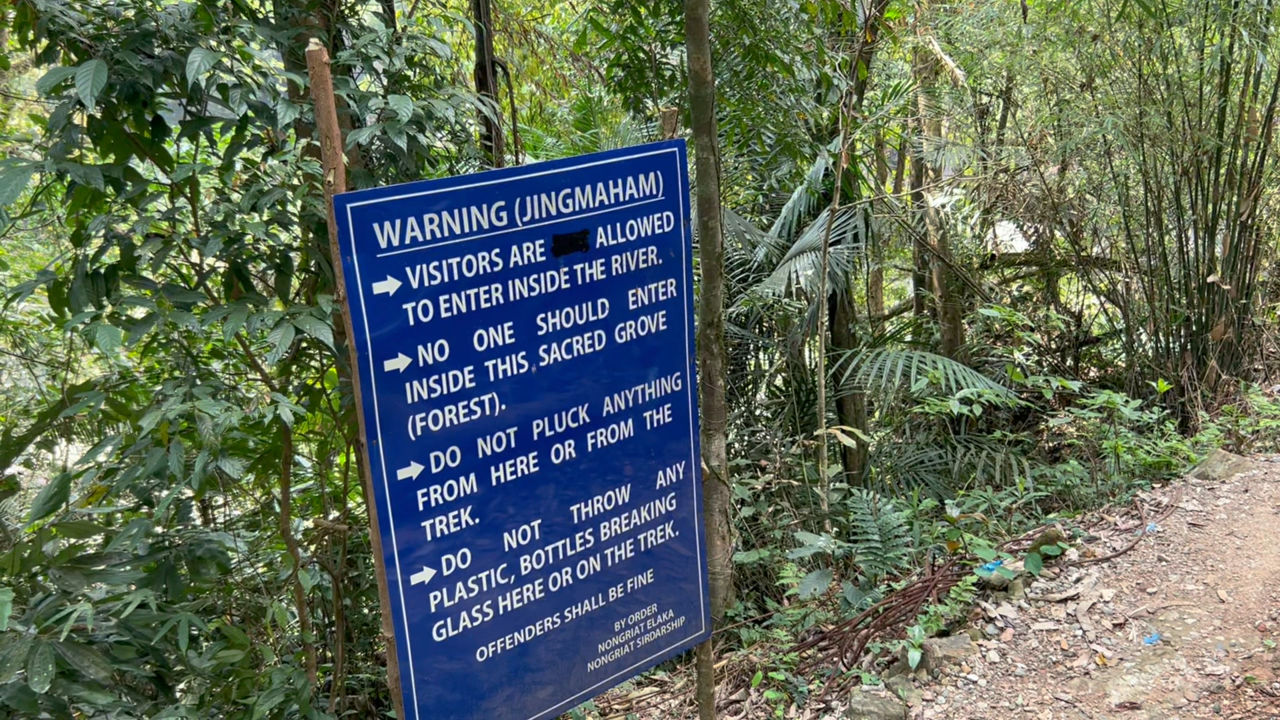 WARNING (JINGMAHAM)
VISITORS ARE ALLOWED
TO ENTER INSIDE THE RIVER.
NO ONE SHOULD ENTER
INSIDE THIS SACRED GROVE
(FOREST).
DO NOT PLUCK ANYTHING
FROM HERE OR FROM THE
TREK.
DO NOT THROW ANY
PLASTIC, BOTTLES BREAKING
GLASS HERE OR ON THE TREK.
OFFENDERS SHALL BE FINE
BY ORDER
NONGRIAT ELAKA
NONGRIAT SIRDARSHIP